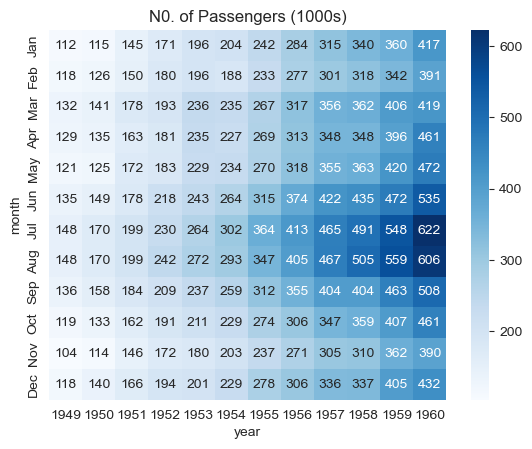 N0. of Passengers (1000s)
Jan 112 115 145 171 196 204 242 284 315 340 360 417
Feb 118 126 150 180 196 188 233 277 301 318 342 391
Mar 132 141 178 193 236 235 267 317 356 362 406 419
Apr 129 135 163 181 235 227 269 313 348 348 396 461
May 121 125 172 183 229 234 270 318 355 363 420 472
Jun 135 149 178 218 243 264 315 374 422 435 472 535
Jul 148 170 199 230 264 302 364 413 465 491 548 622
Aug 148 170 199 242 272 293 347 405 467 505 559 606
Sep 136 158 184 209 237 259 312 355 404 404 463 508
Oct 119 133 162 191 211 229 274 306 347 359 407 461
Nov 104 114 146 172 180 203 237 271 305 310 362 390
Dec 118 140 166 194 201 229 278 306 336 337 405 432
1949 1950 1951 1952 1953 1954 1955 1956 1957 1958 1959 1960
year
month
600
500
400
300
200